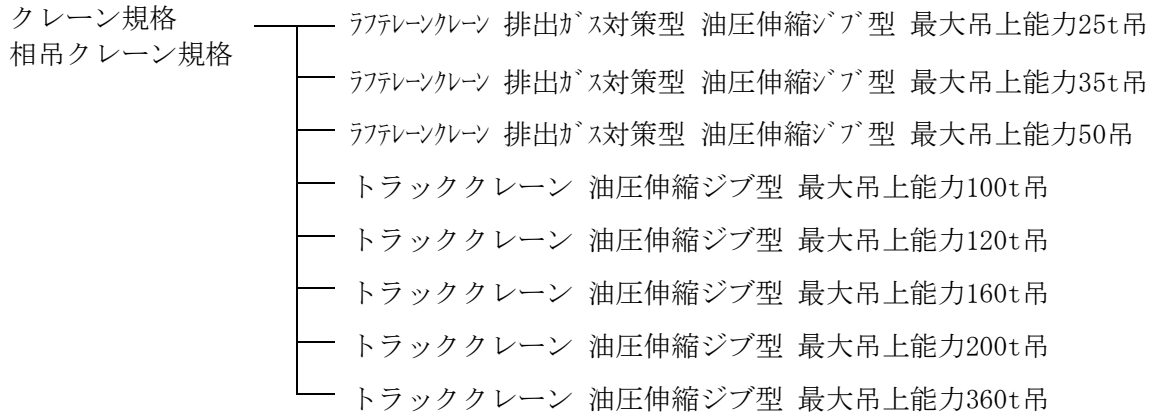 クレーン規格
相吊クレーン規格
ﾗﾌﾃﾚｰﾝｸﾚｰﾝ 排出ｶﾞｽ対策型 油圧伸縮ジブ型 最大吊上能力25t吊
ﾗﾌﾃﾚｰﾝｸﾚｰﾝ 排出ｶﾞｽ対策型 油圧伸縮ｼﾞﾌﾞ型 最大吊上能力35t吊
ﾗﾌﾃﾚｰﾝｸﾚｰﾝ 排出ｶﾞｽ対策型 油圧伸縮ｼﾞﾌﾞ型 最大吊上能力50吊
トラッククレーン 油圧伸縮ジブ型 最大吊上能力100t吊
トラッククレーン 油圧伸縮ジブ型 最大吊上能力120t吊
トラッククレーン 油圧伸縮ジブ型 最大吊上能力160t吊
トラッククレーン 油圧伸縮ジブ型 最大吊上能力200t吊
トラッククレーン 油圧伸縮ジブ型 最大吊上能力360t吊